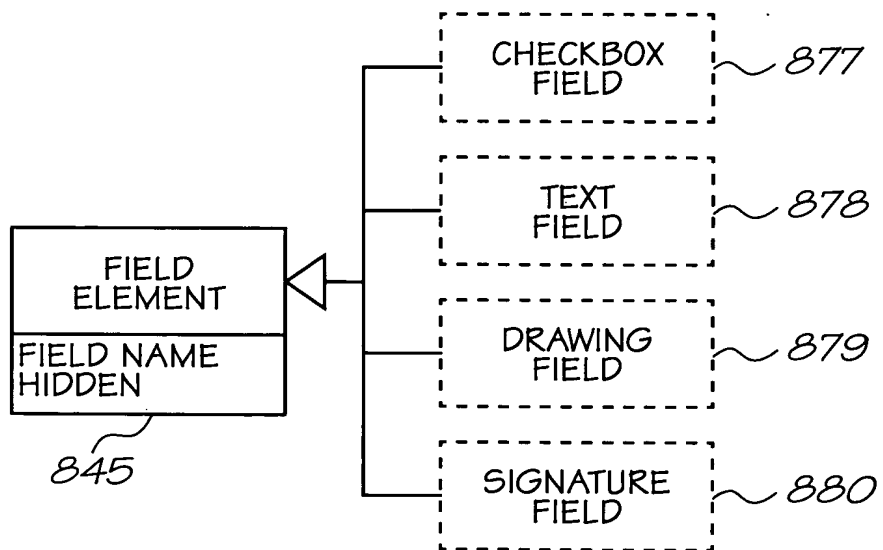 CHECKBOX
FIELD
877
TEXT
FIELD
878
FIELD
ELEMENT
FIELD NAME
HIDDEN
845
DRAWING
FIELD
879
SIGNATURE
FIELD
880